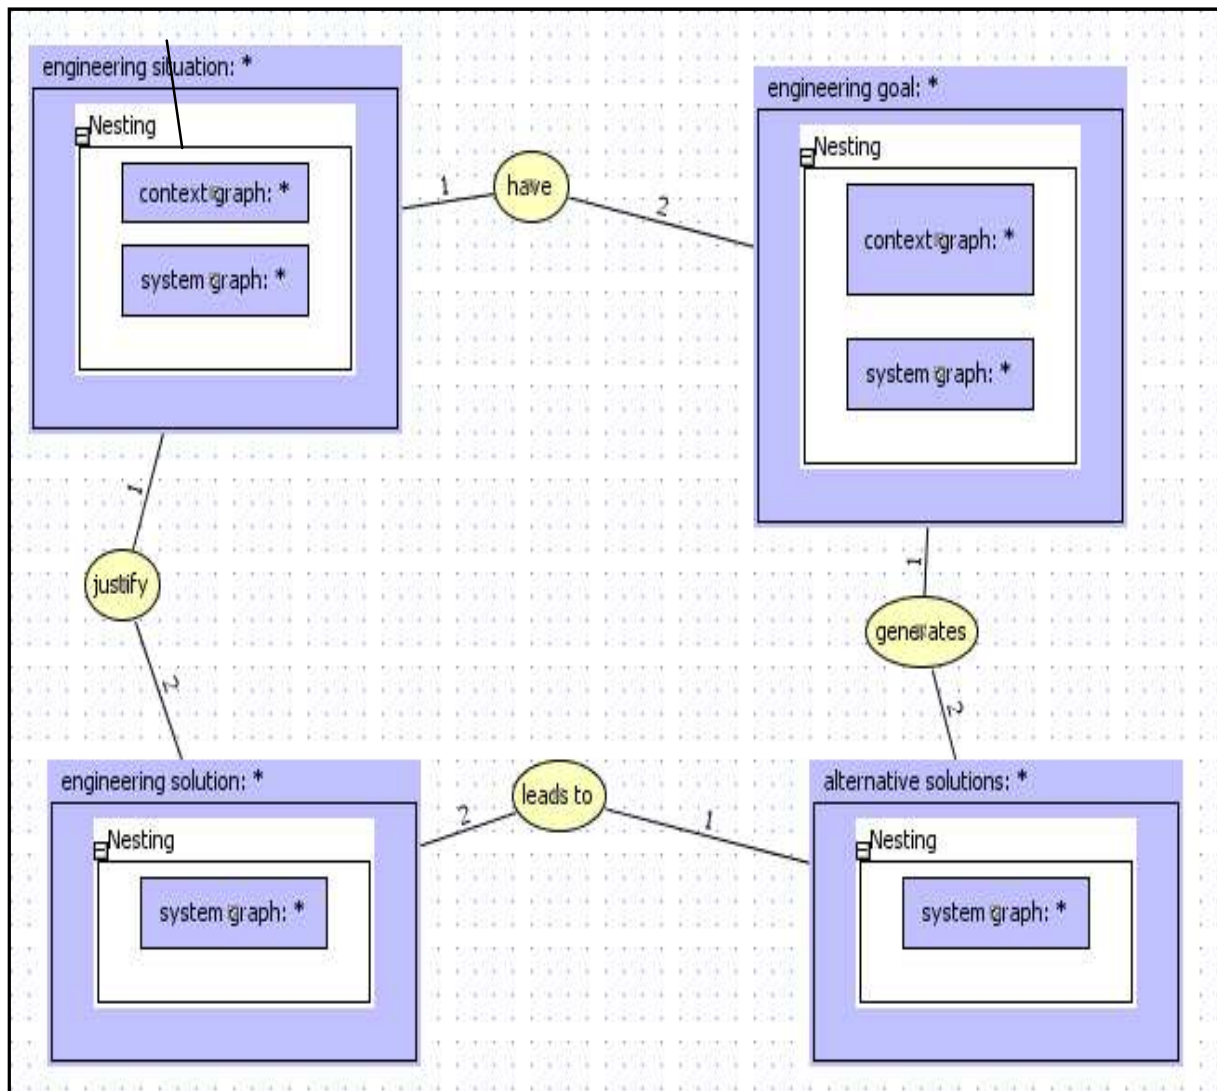 engineering situation: *
Nesting
context graph: *
system graph: *
1
have
2
engineering goal: *
Nesting
context graph: *
system graph: *
1
justify
2
1
generates
2
engineering solution: *
Nesting
system graph: *
2
leads to
1
alternative solutions: *
Nesting
system graph: *